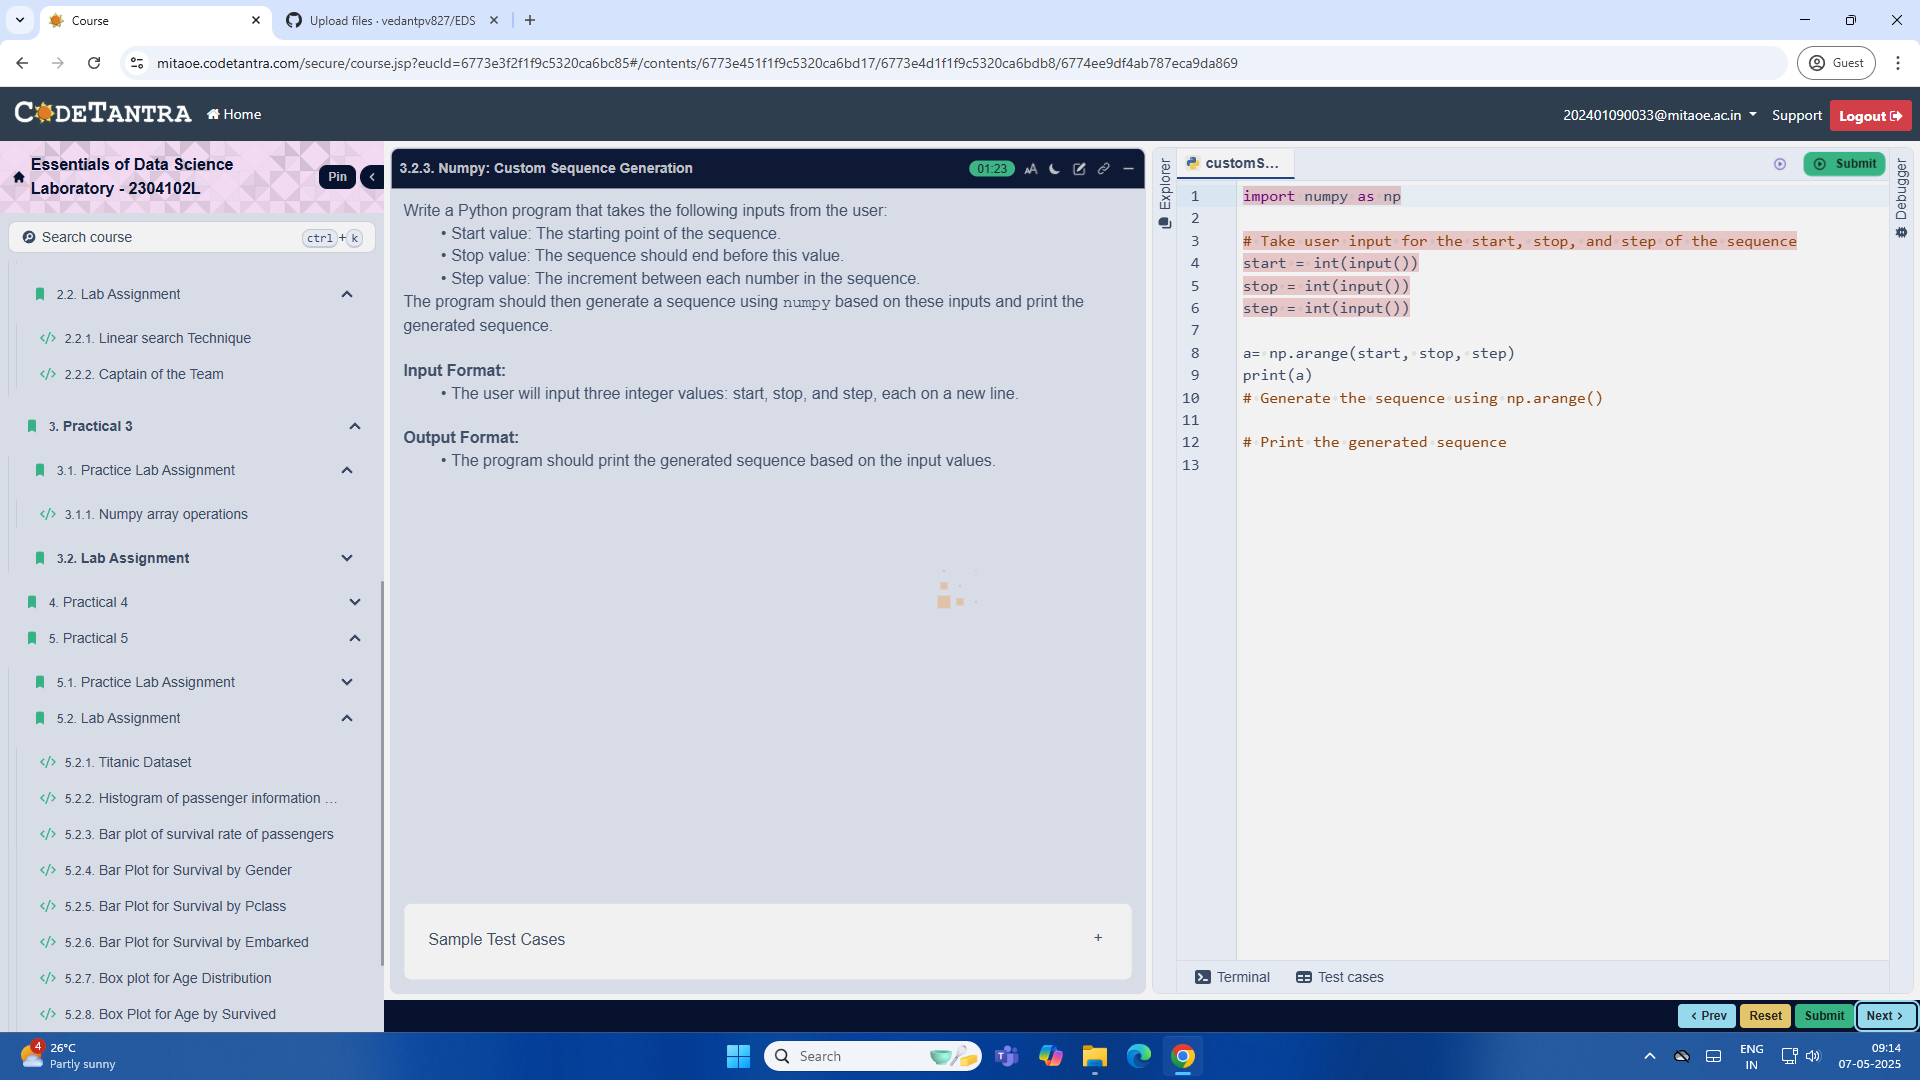 Course
Upload files · vedantpv827/EDS
mitaoe.codetantra.com/secure/course.jsp?eucId=6773e3f2f1f9c5320ca6bc85#/contents/6773e451f1f9c5320ca6bd17/6773e4d1f1f9c5320ca6bdb8/6774ee9df4ab787eca9da869
Guest
CODETANTRA
Home
202401090033@mitaoe.ac.in
Support
Logout
Essentials of Data Science
Laboratory - 2304102L
Pin
Search course
ctrl + k
2.2. Lab Assignment
2.2.1. Linear search Technique
2.2.2. Captain of the Team
3. Practical 3
3.1. Practice Lab Assignment
3.1.1. Numpy array operations
3.2. Lab Assignment
4. Practical 4
5. Practical 5
5.1. Practice Lab Assignment
5.2. Lab Assignment
5.2.1. Titanic Dataset
5.2.2. Histogram of passenger information ...
5.2.3. Bar plot of survival rate of passengers
5.2.4. Bar Plot for Survival by Gender
5.2.5. Bar Plot for Survival by Pclass
5.2.6. Bar Plot for Survival by Embarked
5.2.7. Box plot for Age Distribution
5.2.8. Box Plot for Age by Survived
3.2.3. Numpy: Custom Sequence Generation
01:23
AA
Write a Python program that takes the following inputs from the user:
• Start value: The starting point of the sequence.
• Stop value: The sequence should end before this value.
• Step value: The increment between each number in the sequence.
The program should then generate a sequence using numpy based on these inputs and print the
generated sequence.
Input Format:
• The user will input three integer values: start, stop, and step, each on a new line.
Output Format:
• The program should print the generated sequence based on the input values.
Sample Test Cases
+
Explorer
customS...
Submit
Debugger
1 import numpy as np
2
3 # Take user input for the start, stop, and step of the sequence
4 start = int(input())
5 stop = int(input())
6 step = int(input())
7
8 a= np.arange(start, stop, step)
9 print(a)
10 # Generate the sequence using np.arange()
11
12 # Print the generated sequence
13
Terminal
Test cases
< Prev
Reset
Submit
Next >
4
26°C
Partly sunny
Search
ENG
IN
09:14
07-05-2025